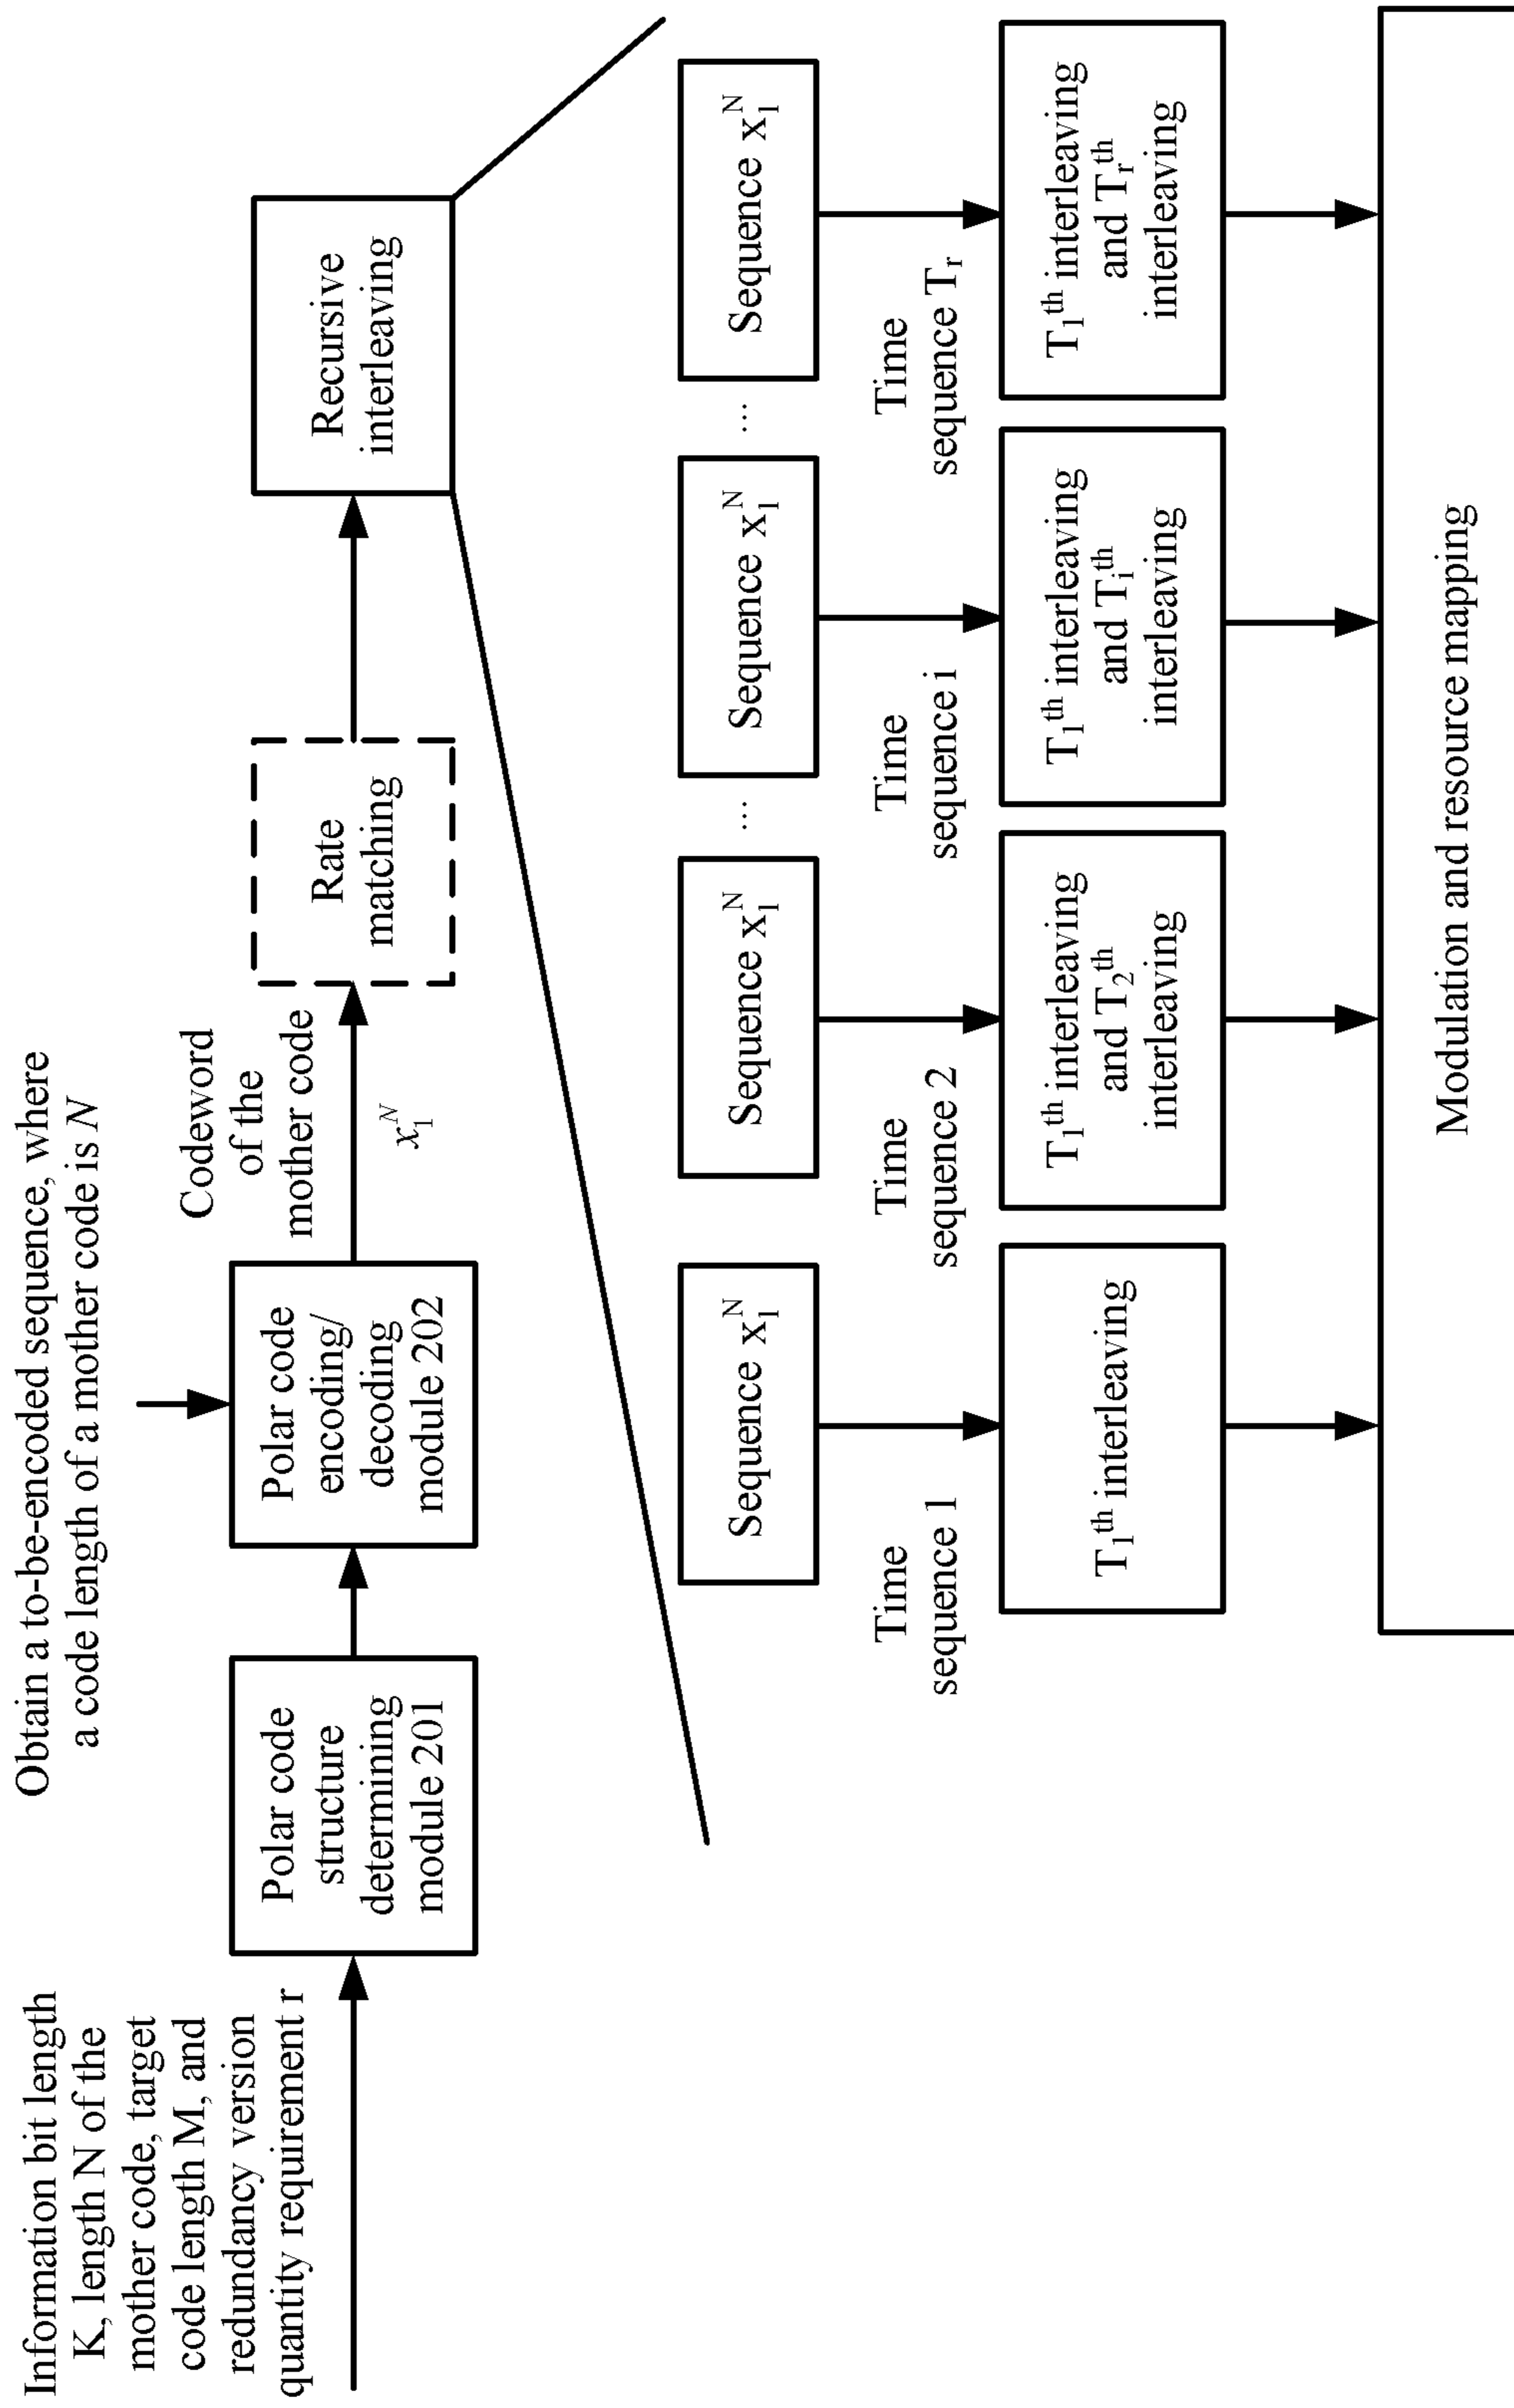 Information bit length
K, length N of the
mother code, target
code length M, and
redundancy version
quantity requirement r
Polar code
structure
determining
module 201
Obtain a to-be-encoded sequence, where
a code length of a mother code is N
Polar code
encoding/
decoding
module 202
Codeword
of the
mother code
x₁ᴺ
Rate
matching
Recursive
interleaving
Sequence x₁ᴺ
Sequence x₁ᴺ
...
Sequence x₁ᴺ
...
Sequence x₁ᴺ
Time
sequence 1
Time
sequence 2
Time
sequence i
Time
sequence Tᵣ
T₁ᵗʰ interleaving
T₁ᵗʰ interleaving
and T₂ᵗʰ
interleaving
T₁ᵗʰ interleaving
and Tᵢᵗʰ
interleaving
T₁ᵗʰ interleaving
and Tᵣᵗʰ
interleaving
Modulation and resource mapping